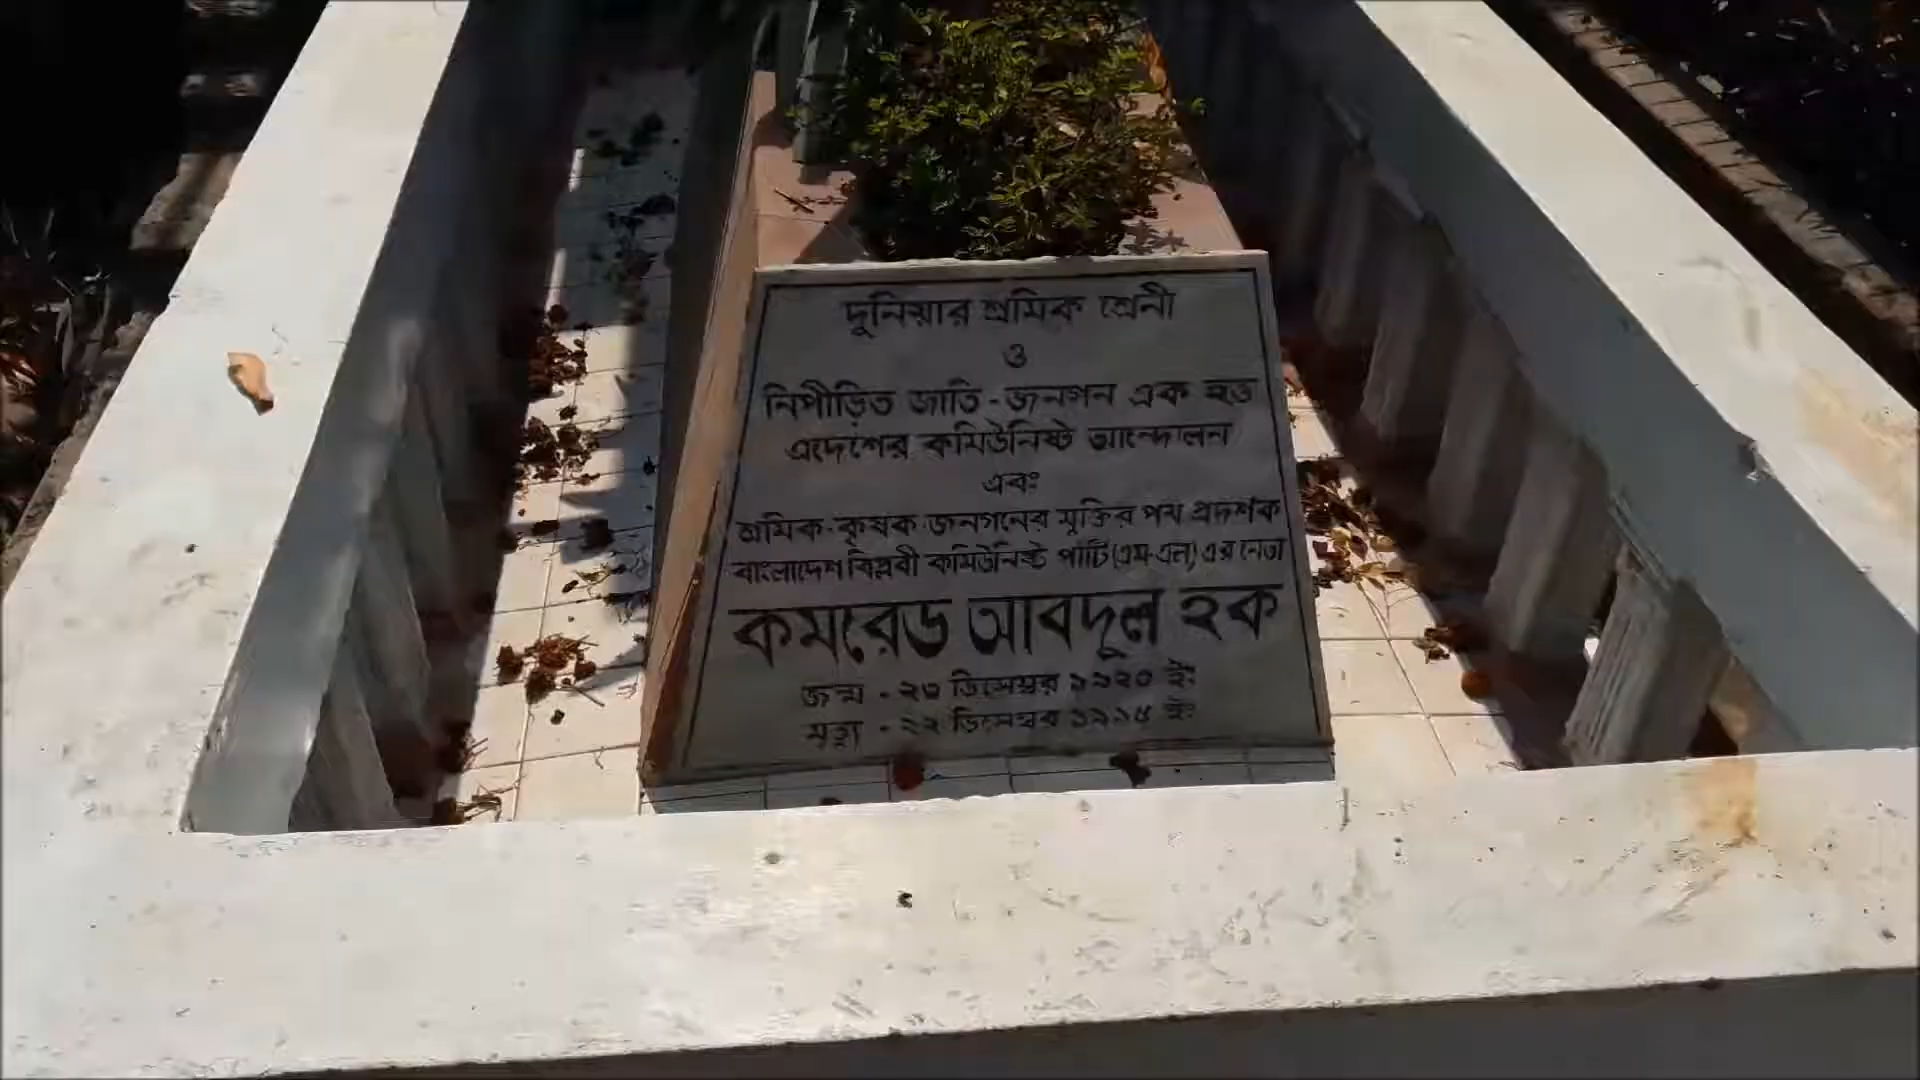 দুনিয়ার শ্রমিক শ্রেনী
ও
নিপীড়িত জাতি-জনগন এক হও
এদেশের কমিউনিষ্ট আন্দোলন
এবং
শ্রমিক-কৃষক জনগনের মুক্তির পথ প্রদর্শক
বাংলাদেশ বিপ্লবী কমিউনিষ্ট পার্টি (এম-এল) এর নেতা
কমরেড আবদুল হক
জন্ম - ২৩ ডিসেম্বর ১৯২০ ইং
মৃত্যু - ২২ ডিসেম্বর ১৯৯৫ ইং